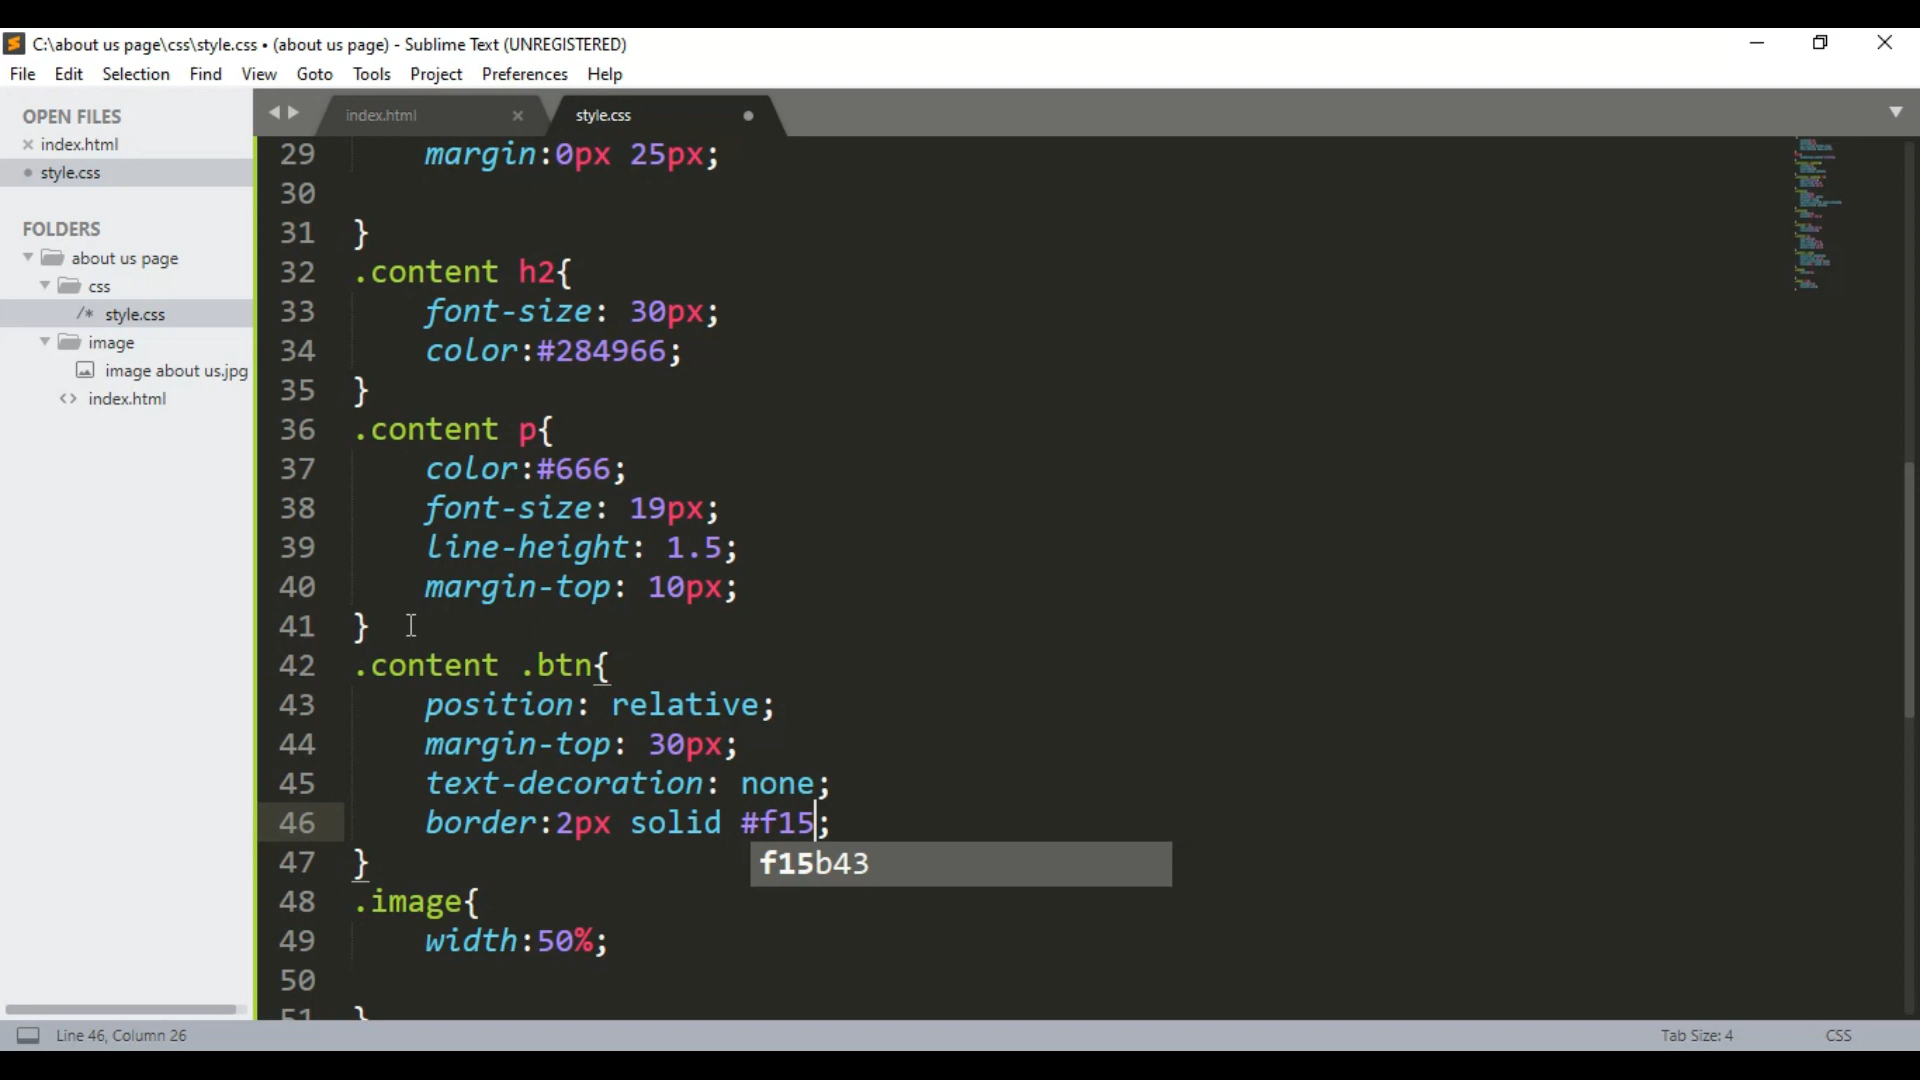 C:\about us page\css\style.css • (about us page) - Sublime Text (UNREGISTERED)
File Edit Selection Find View Goto Tools Project Preferences Help
OPEN FILES
index.html
style.css
FOLDERS
about us page
css
/* style.css
image
image about us.jpg
<> index.html
index.html
style.css
29 margin:0px 25px;
30
31 }
32 .content h2{
33 font-size: 30px;
34 color:#284966;
35 }
36 .content p{
37 color:#666;
38 font-size: 19px;
39 line-height: 1.5;
40 margin-top: 10px;
41 }
42 .content .btn{
43 position: relative;
44 margin-top: 30px;
45 text-decoration: none;
46 border:2px solid #f15;
f15b43
47 }
48 .image{
49 width:50%;
50
51 }
Line 46, Column 26
Tab Size: 4
CSS